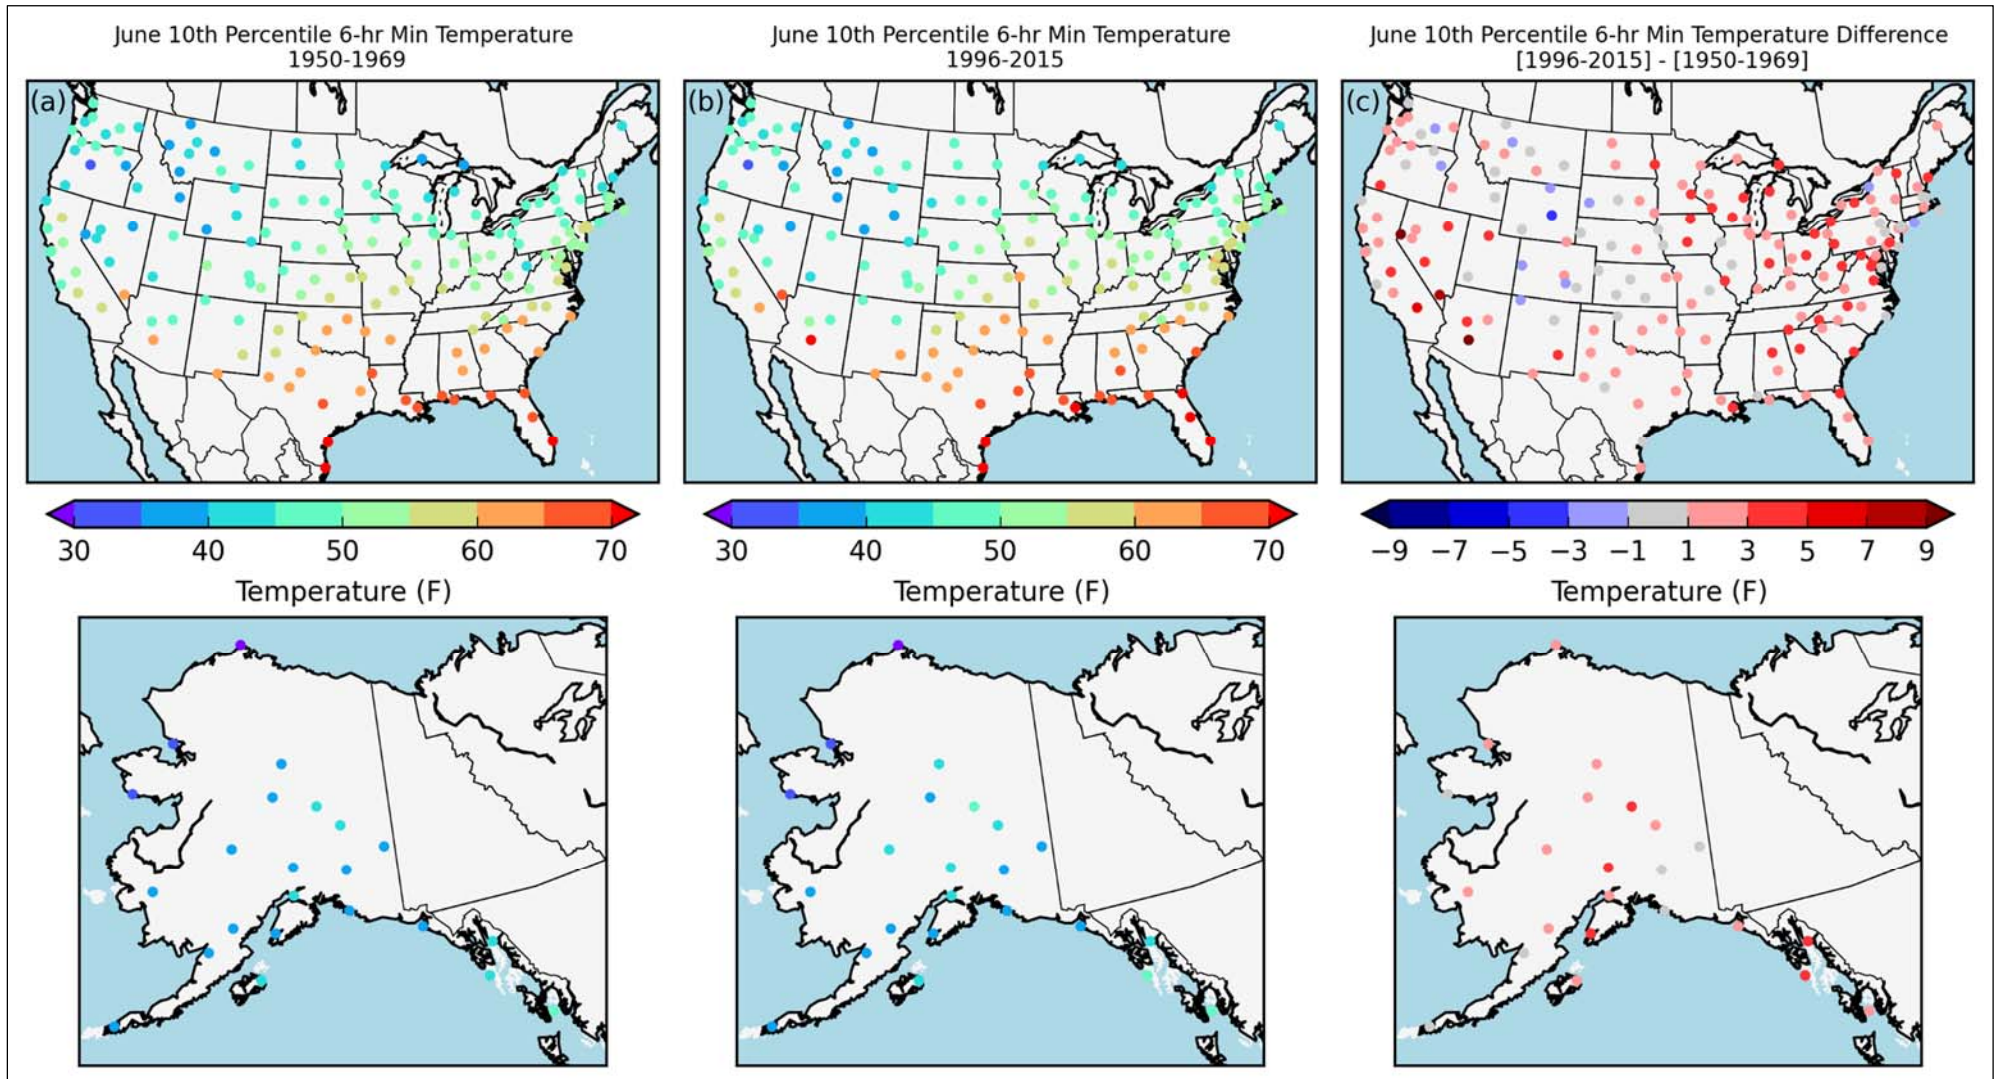 June 10th Percentile 6-hr Min Temperature
1950-1969
June 10th Percentile 6-hr Min Temperature
1996-2015
June 10th Percentile 6-hr Min Temperature Difference
[1996-2015] - [1950-1969]
(a)
(b)
(c)
30 40 50 60 70
30 40 50 60 70
−9 −7 −5 −3 −1 1 3 5 7 9
Temperature (F)
Temperature (F)
Temperature (F)